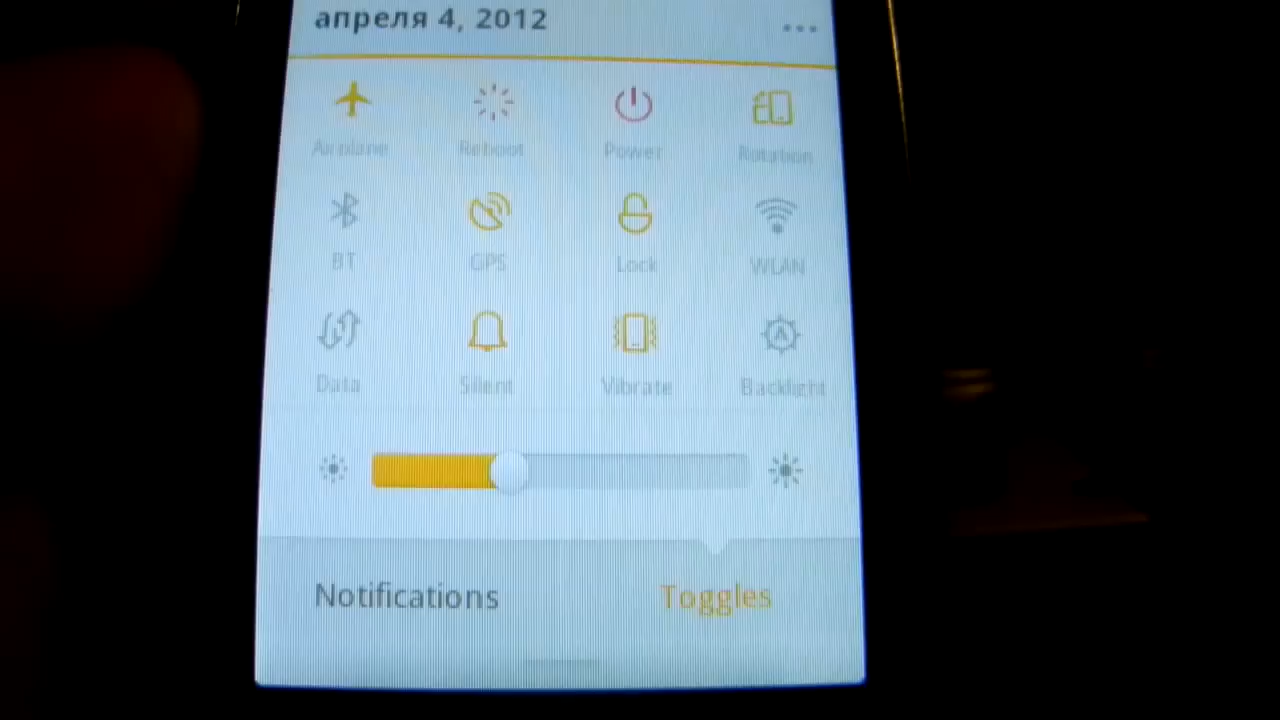 апреля 4, 2012
Airplane Reboot Power Rotation
BT GPS Lock WLAN
Data Silent Vibrate Backlight
Notifications Toggles